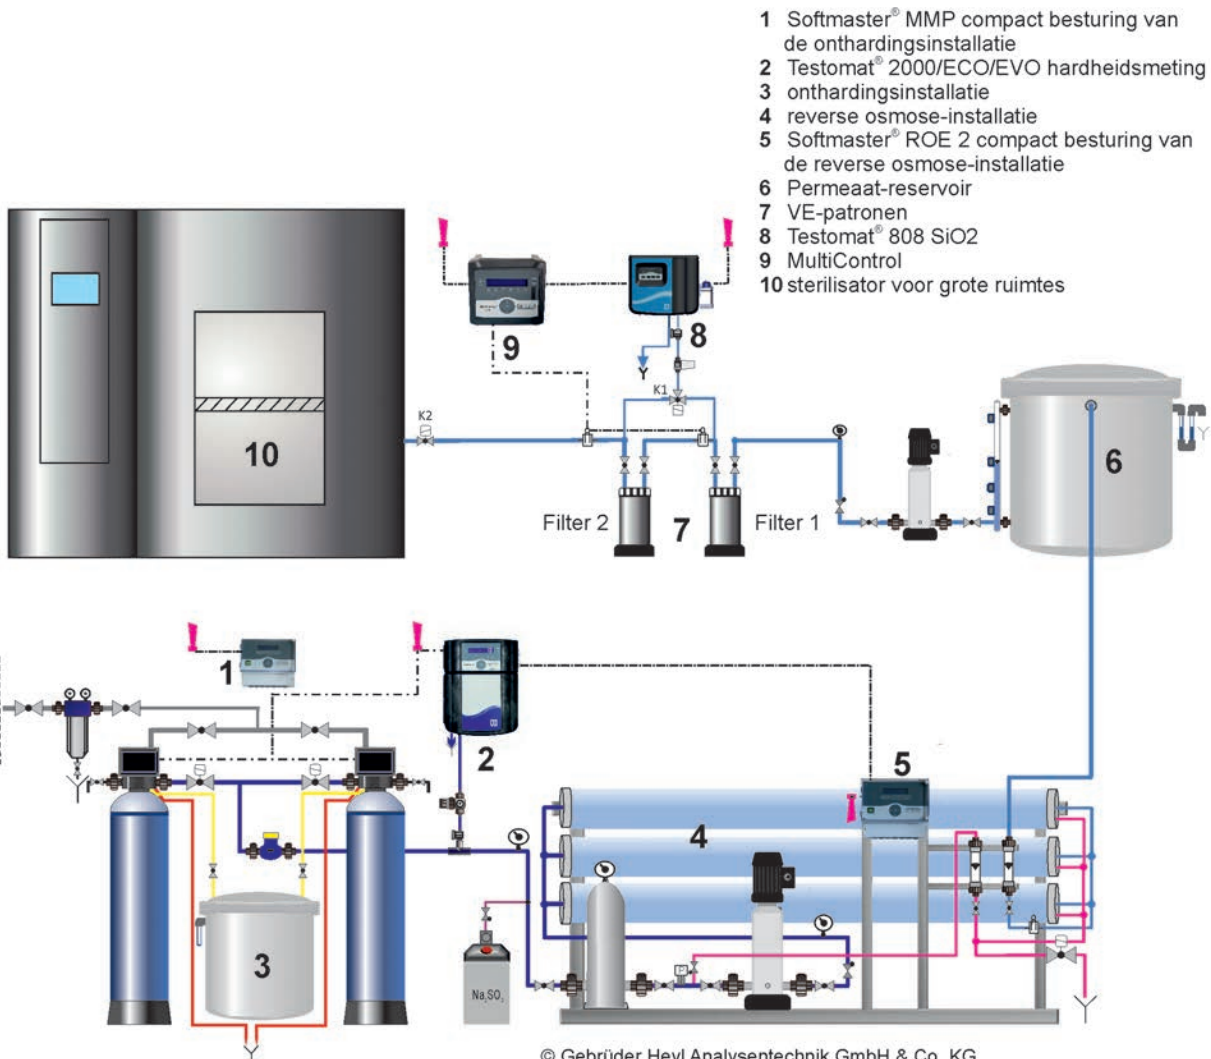 1 Softmaster® MMP compact besturing van
de onthardingsinstallatie
2 Testomat® 2000/ECO/EVO hardheidsmeting
3 onthardingsinstallatie
4 reverse osmose-installatie
5 Softmaster® ROE 2 compact besturing van
de reverse osmose-installatie
6 Permeaat-reservoir
7 VE-patronen
8 Testomat® 808 SiO2
9 MultiControl
10 sterilisator voor grote ruimtes
9
8
K1
K2
10
6
Filter 2
7
Filter 1
1
2
5
4
3
© Gebrüder Heyl Analysentechnik GmbH & Co. KG